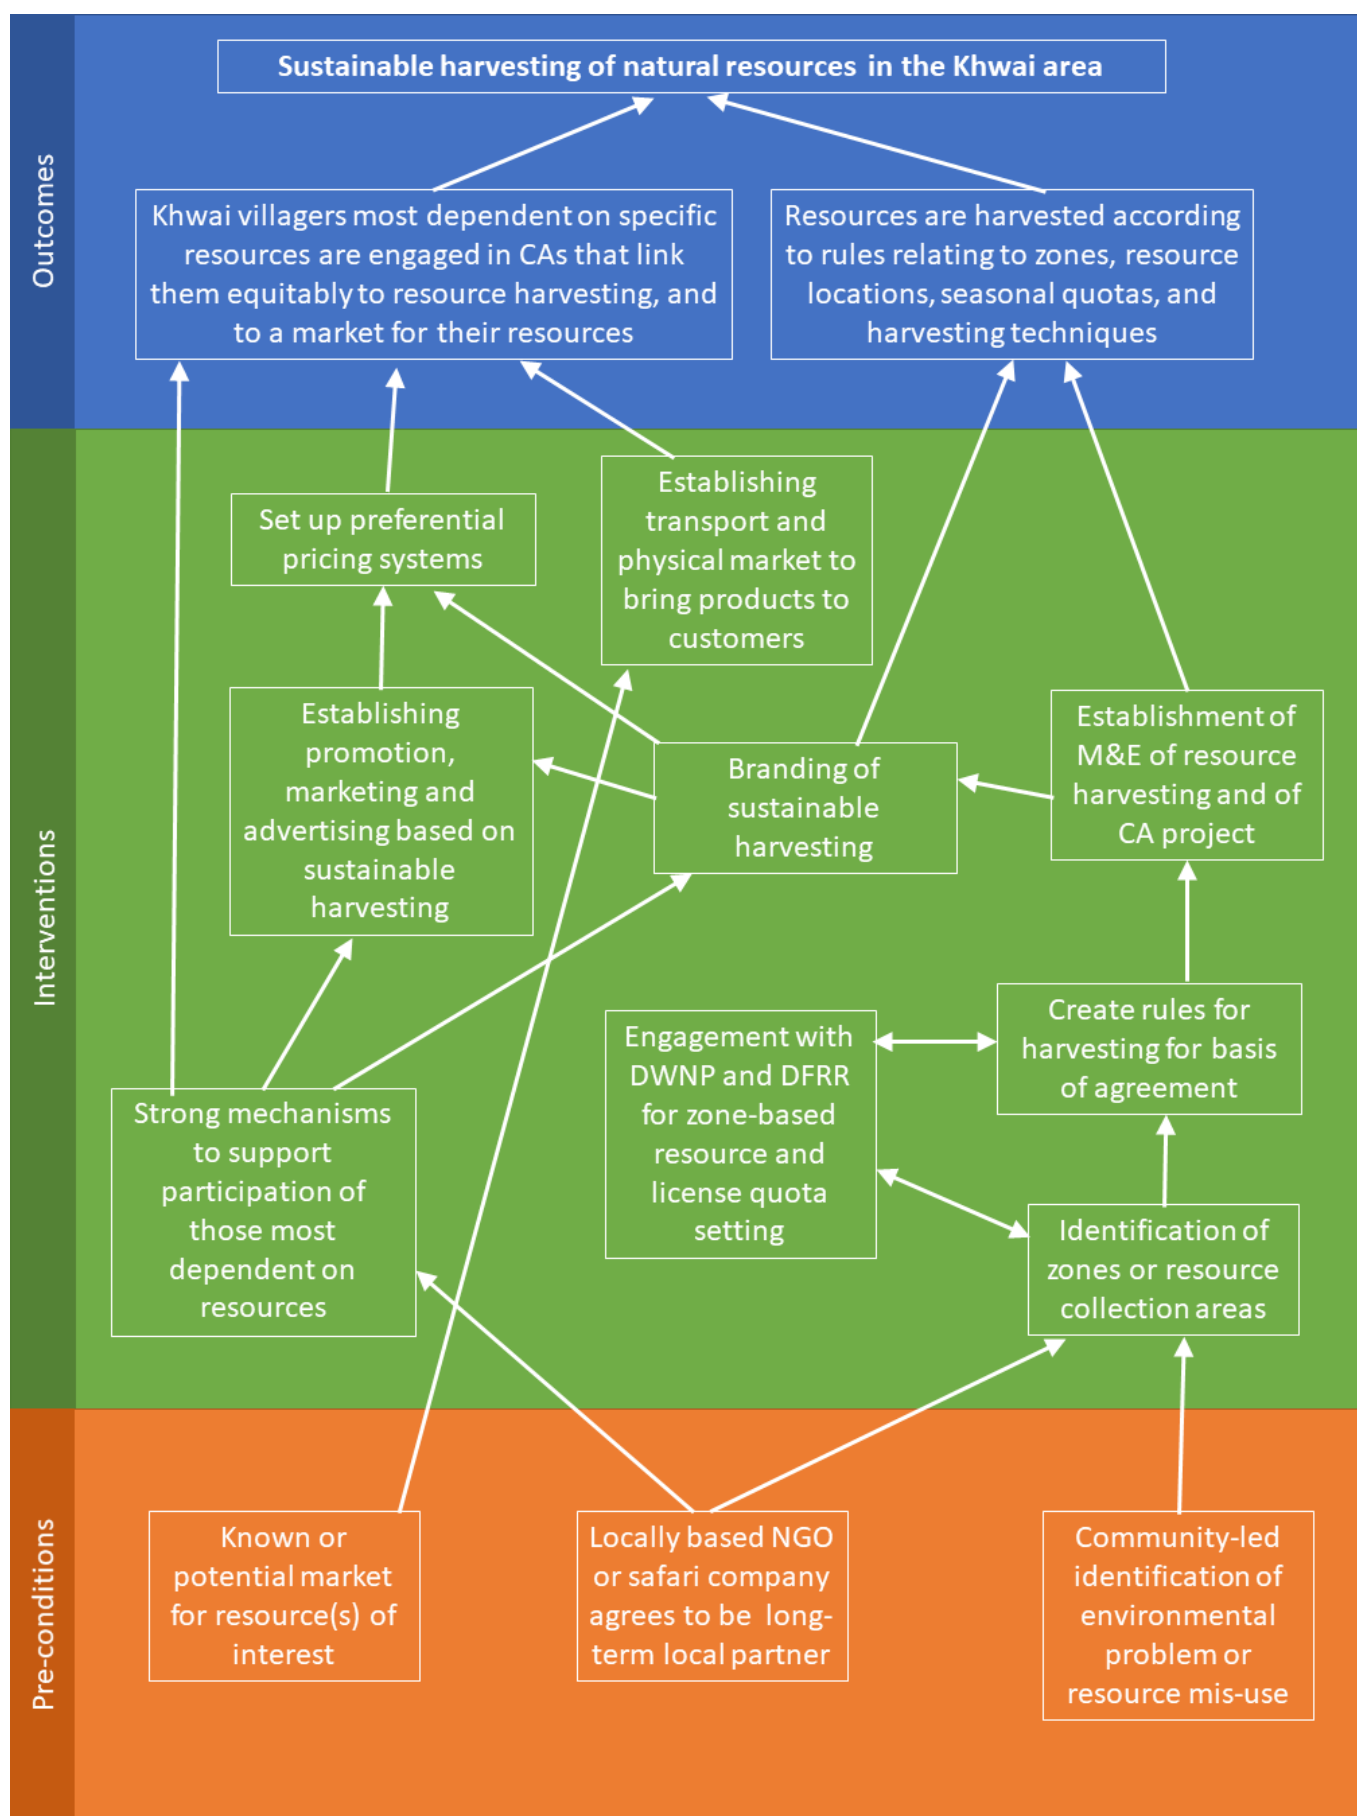 Outcomes
Sustainable harvesting of natural resources in the Khwai area
Khwai villagers most dependent on specific
resources are engaged in CAs that link
them equitably to resource harvesting, and
to a market for their resources
Resources are harvested according
to rules relating to zones, resource
locations, seasonal quotas, and
harvesting techniques
Interventions
Set up preferential
pricing systems
Establishing
transport and
physical market to
bring products to
customers
Establishing
promotion,
marketing and
advertising based on
sustainable
harvesting
Branding of
sustainable
harvesting
Establishment of
M&E of resource
harvesting and of
CA project
Strong mechanisms
to support
participation of
those most
dependent on
resources
Engagement with
DWNP and DFRR
for zone-based
resource and
license quota
setting
Create rules for
harvesting for basis
of agreement
Identification of
zones or resource
collection areas
Pre-conditions
Known or
potential market
for resource(s) of
interest
Locally based NGO
or safari company
agrees to be long-
term local partner
Community-led
identification of
environmental
problem or
resource mis-use